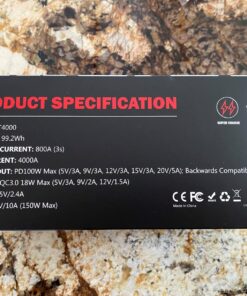 ODUCT SPECIFICATION
T4000
99.2Wh
CURRENT: 800A (3s)
RENT: 4000A
OUT: PD100W Max (5V/3A, 9V/3A, 12V/3A, 15V/3A, 20V/5A); Backwards Compatib
QC3.0 18W Max (5V/3A, 9V/2A, 12V/1.5A)
5V/2.4A
V/10A (150W Max)
Made in China